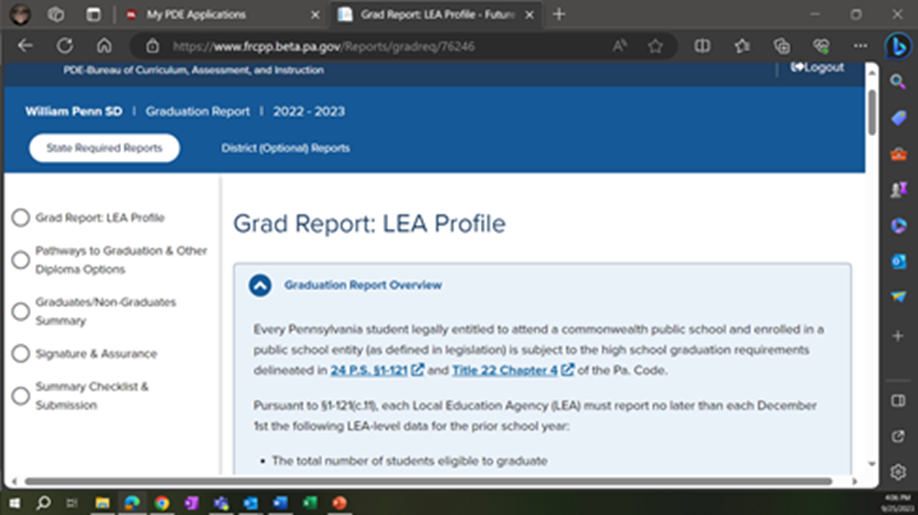 My PDE Applications
Grad Report: LEA Profile - Future
https://www.frcpp.beta.pa.gov/Reports/gradreq/76246
PDE-Bureau of Curriculum, Assessment, and Instruction
Logout
William Penn SD | Graduation Report | 2022 - 2023
State Required Reports
District (Optional) Reports
Grad Report: LEA Profile
Pathways to Graduation & Other
Diploma Options
Graduates/Non-Graduates
Summary
Signature & Assurance
Summary Checklist &
Submission
Grad Report: LEA Profile
Graduation Report Overview
Every Pennsylvania student legally entitled to attend a commonwealth public school and enrolled in a
public school entity (as defined in legislation) is subject to the high school graduation requirements
delineated in 24 P.S. §1-121 and Title 22 Chapter 4 of the Pa. Code.
Pursuant to §1-121(c.11), each Local Education Agency (LEA) must report no later than each December
1st the following LEA-level data for the prior school year:
• The total number of students eligible to graduate
4:06 PM
9/25/2023